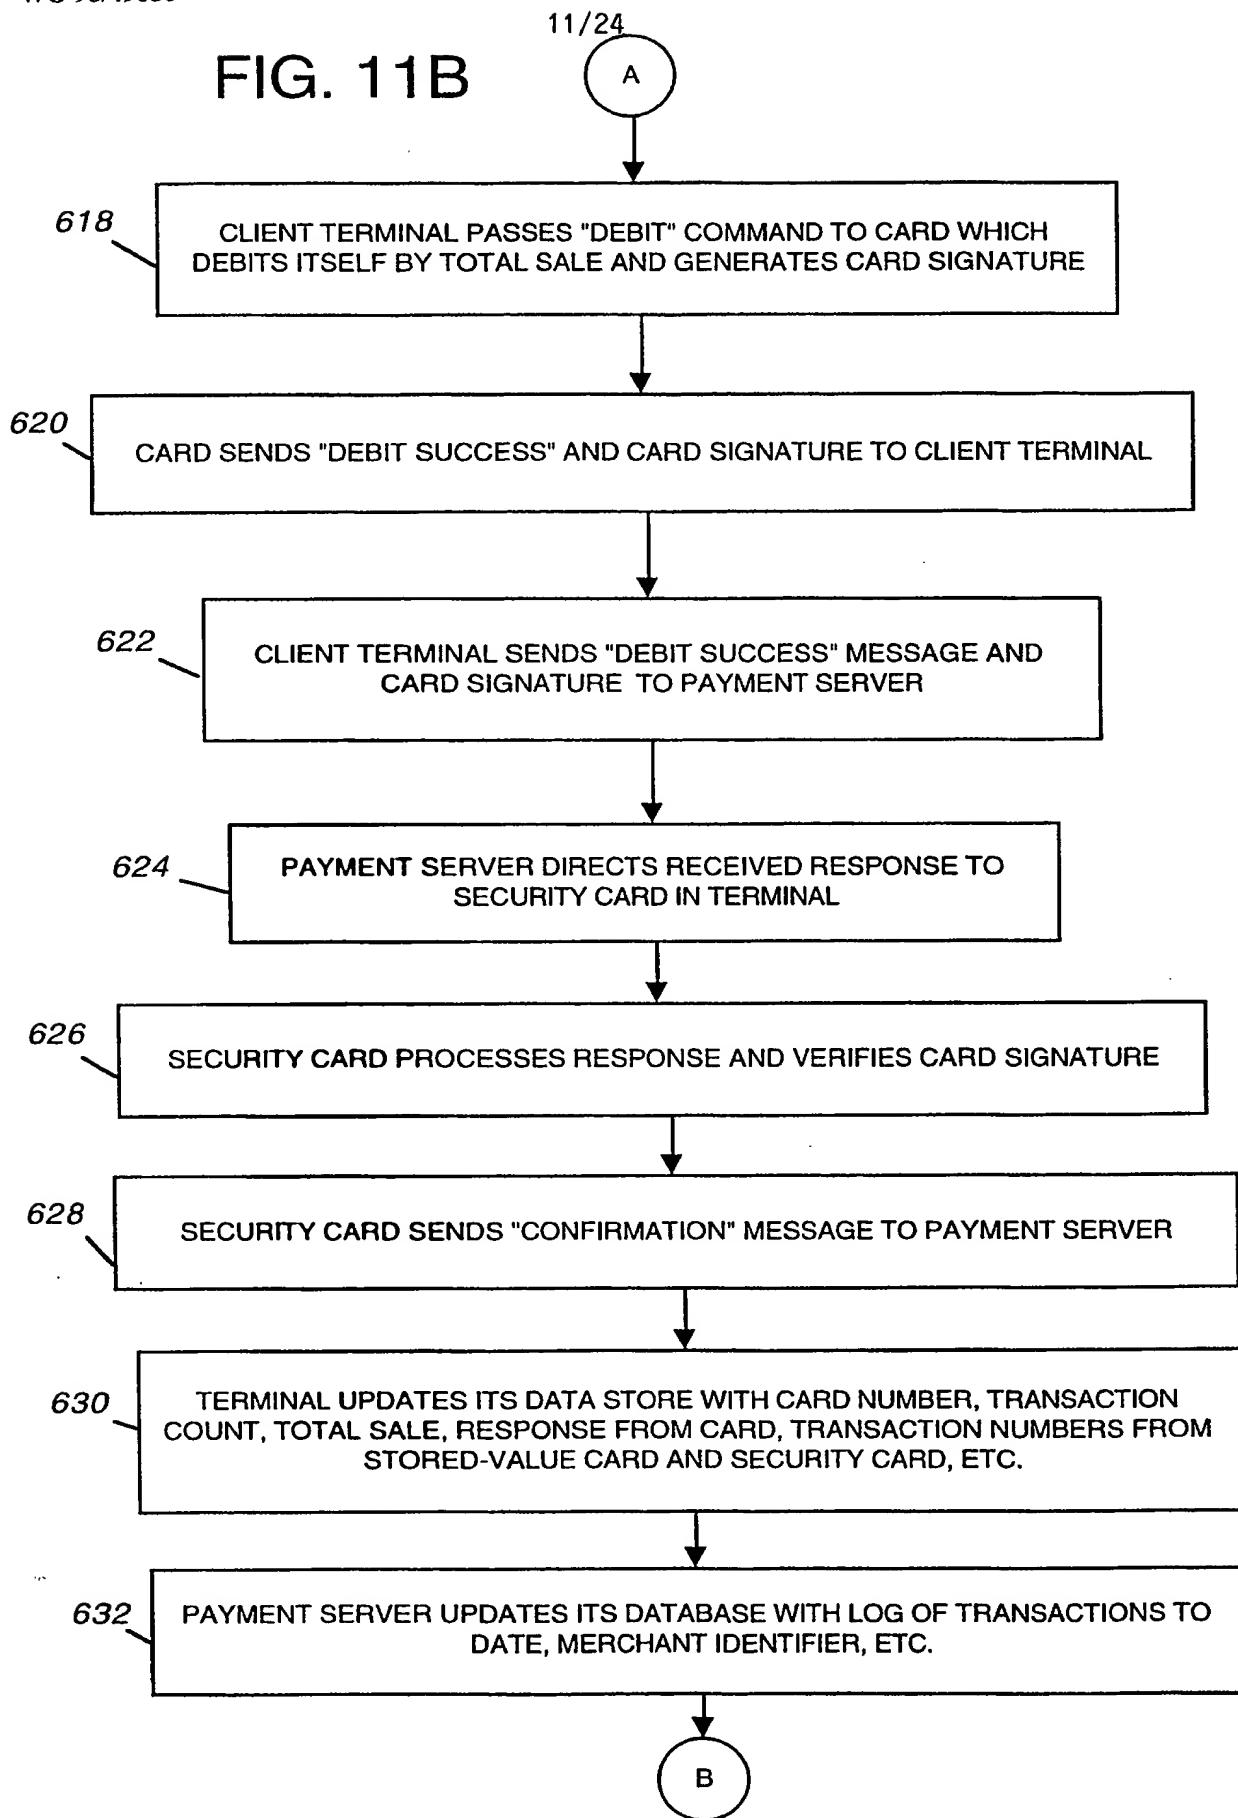 11/24
FIG. 11B
A
618
CLIENT TERMINAL PASSES "DEBIT" COMMAND TO CARD WHICH
DEBITS ITSELF BY TOTAL SALE AND GENERATES CARD SIGNATURE
620
CARD SENDS "DEBIT SUCCESS" AND CARD SIGNATURE TO CLIENT TERMINAL
622
CLIENT TERMINAL SENDS "DEBIT SUCCESS" MESSAGE AND
CARD SIGNATURE TO PAYMENT SERVER
624
PAYMENT SERVER DIRECTS RECEIVED RESPONSE TO
SECURITY CARD IN TERMINAL
626
SECURITY CARD PROCESSES RESPONSE AND VERIFIES CARD SIGNATURE
628
SECURITY CARD SENDS "CONFIRMATION" MESSAGE TO PAYMENT SERVER
630
TERMINAL UPDATES ITS DATA STORE WITH CARD NUMBER, TRANSACTION
COUNT, TOTAL SALE, RESPONSE FROM CARD, TRANSACTION NUMBERS FROM
STORED-VALUE CARD AND SECURITY CARD, ETC.
632
PAYMENT SERVER UPDATES ITS DATABASE WITH LOG OF TRANSACTIONS TO
DATE, MERCHANT IDENTIFIER, ETC.
B